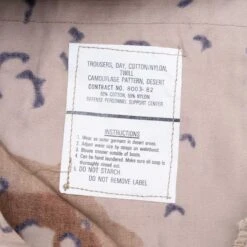 TROUSERS, DAY, COTTON/NYLON,
TWILL
CAMOUFLAGE PATTERN, DESERT
CONTRACT NO. 8003-82
50% COTTON, 50% NYLON
DEFENSE PERSONNEL SUPPORT CENTER
INSTRUCTIONS
1. Wear as outer garment in desert only.
2. Adjust waist size by straps on waistband.
3. Blouse trouser outside of boots.
4. Can be hand laundered. Make sure all soap is
thoroughly rinsed out.
5. DO NOT STARCH.
DO NOT REMOVE LABEL